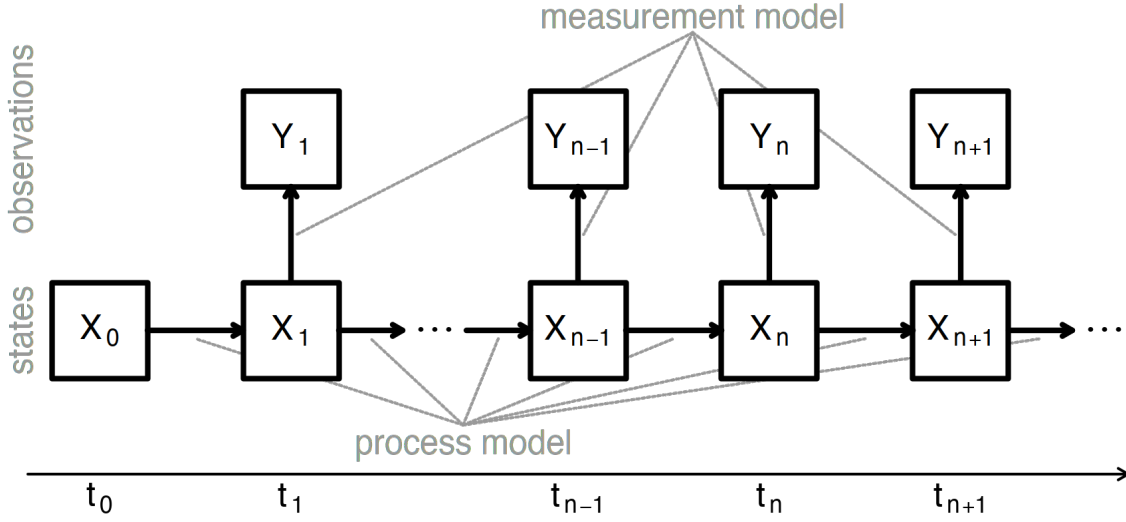 measurement model
observations
Y1 Yn−1 Yn Yn+1
states
X0 X1 ··· Xn−1 Xn Xn+1 ···
process model
t0 t1 tn−1 tn tn+1